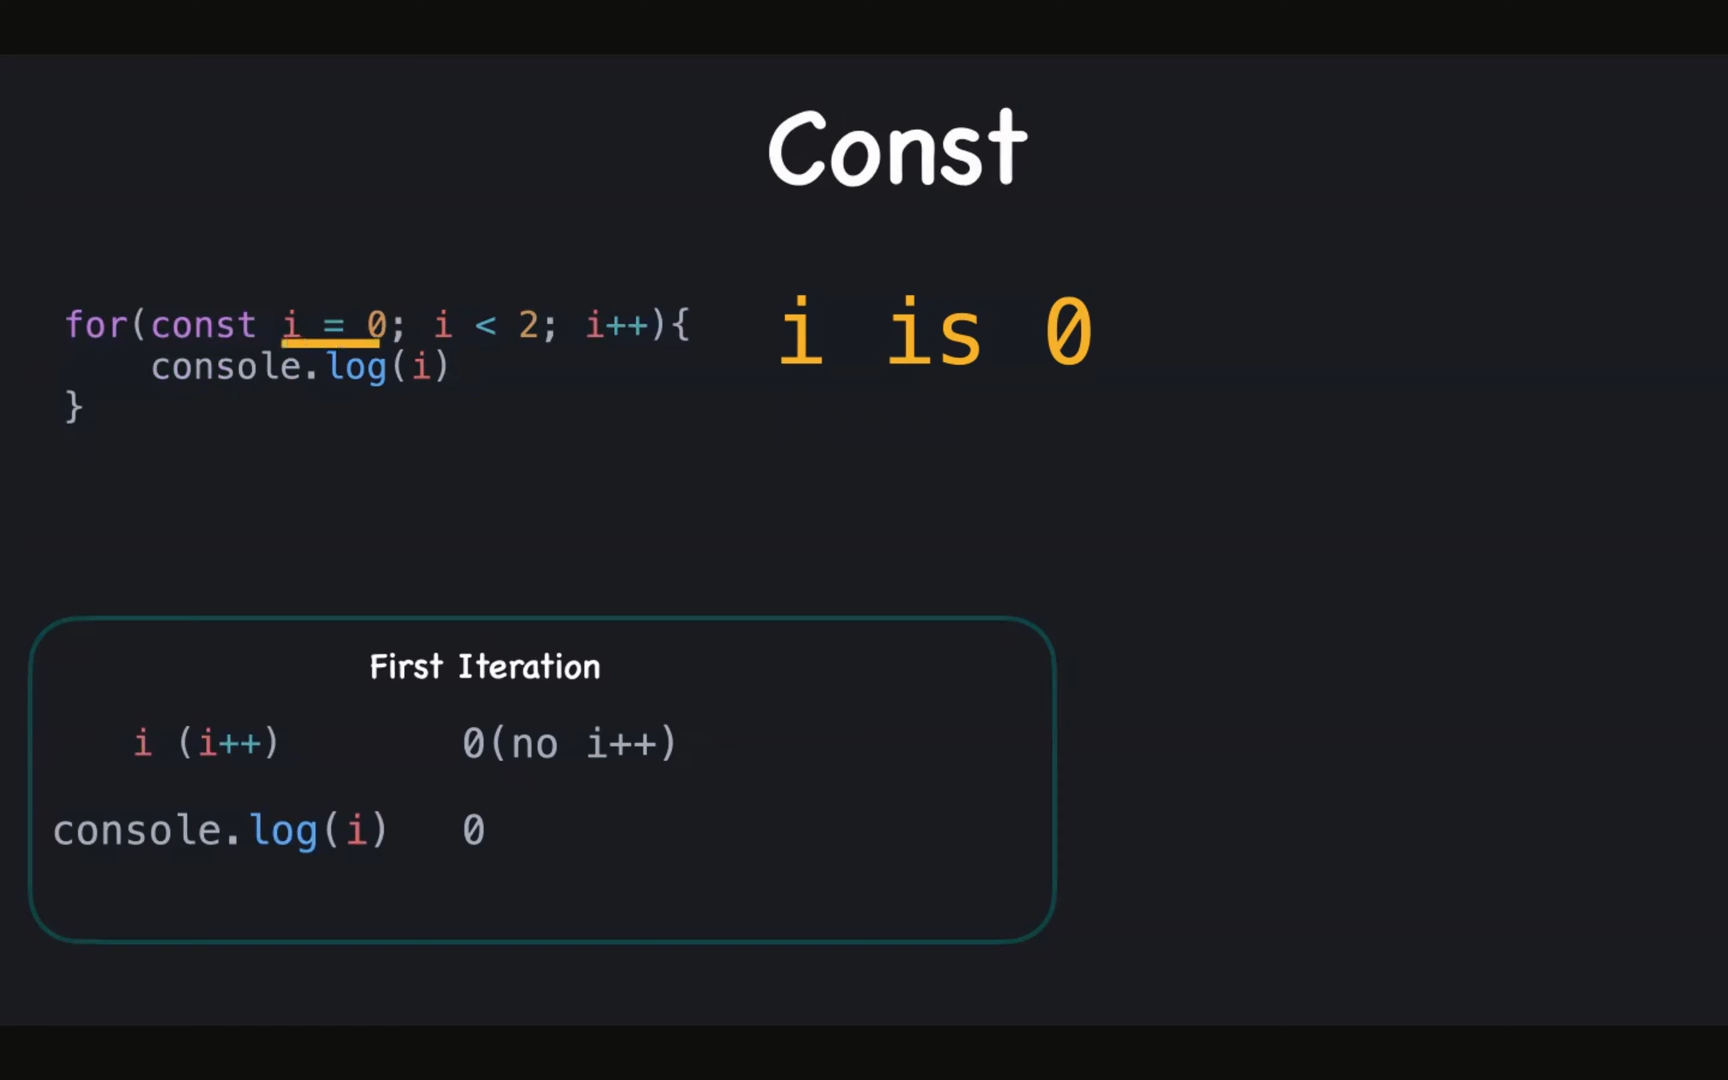 Const
for(const i = 0; i < 2; i++){
    console.log(i)
}
i is 0
First Iteration
i (i++) 0(no i++)
console.log(i) 0